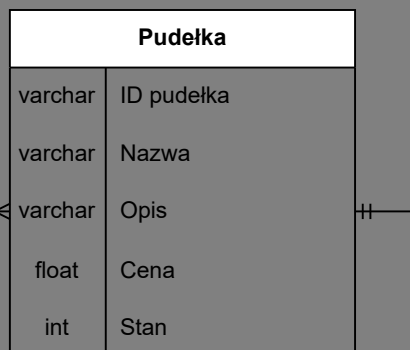 Pudełka
varchar ID pudełka
varchar Nazwa
varchar Opis
float Cena
int Stan